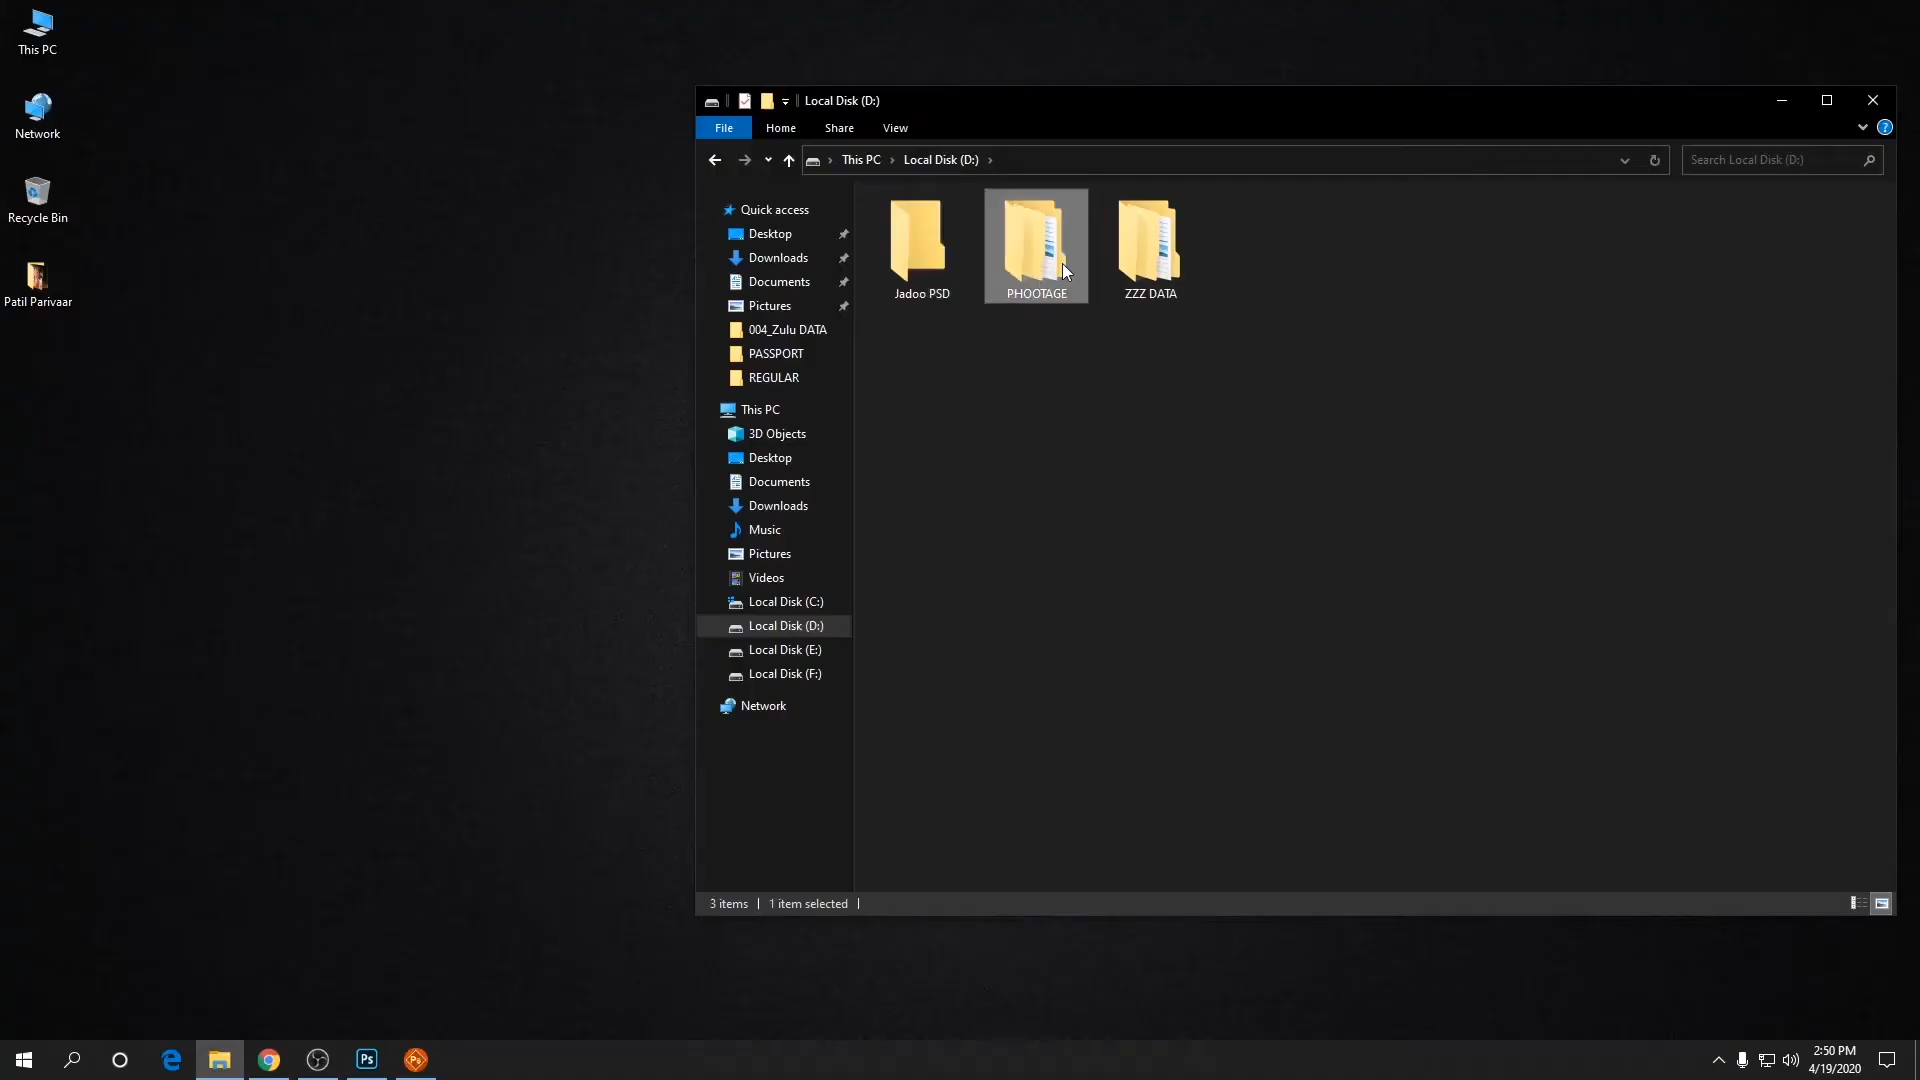 This PC
Network
Recycle Bin
Patil Parivaar
Local Disk (D:)
File Home Share View
This PC Local Disk (D:)
Search Local Disk (D:)
Quick access
Desktop
Downloads
Documents
Pictures
004_Zulu DATA
PASSPORT
REGULAR
This PC
3D Objects
Desktop
Documents
Downloads
Music
Pictures
Videos
Local Disk (C:)
Local Disk (D:)
Local Disk (E:)
Local Disk (F:)
Network
Jadoo PSD PHOOTAGE ZZZ DATA
3 items 1 item selected
Ps
2:50 PM
4/19/2020